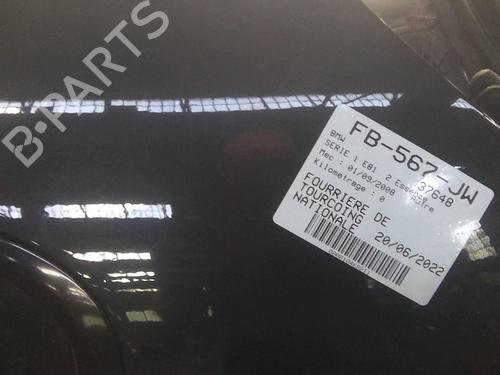 B-PARTS
FB-567-JW
BMW 37648
SERIE 1 E81 2 Essence
Mec : 01/09/2008
Kilometrage : 0
FOURRIERE DE
TOURCOING
NATIONALE 20/06/2022